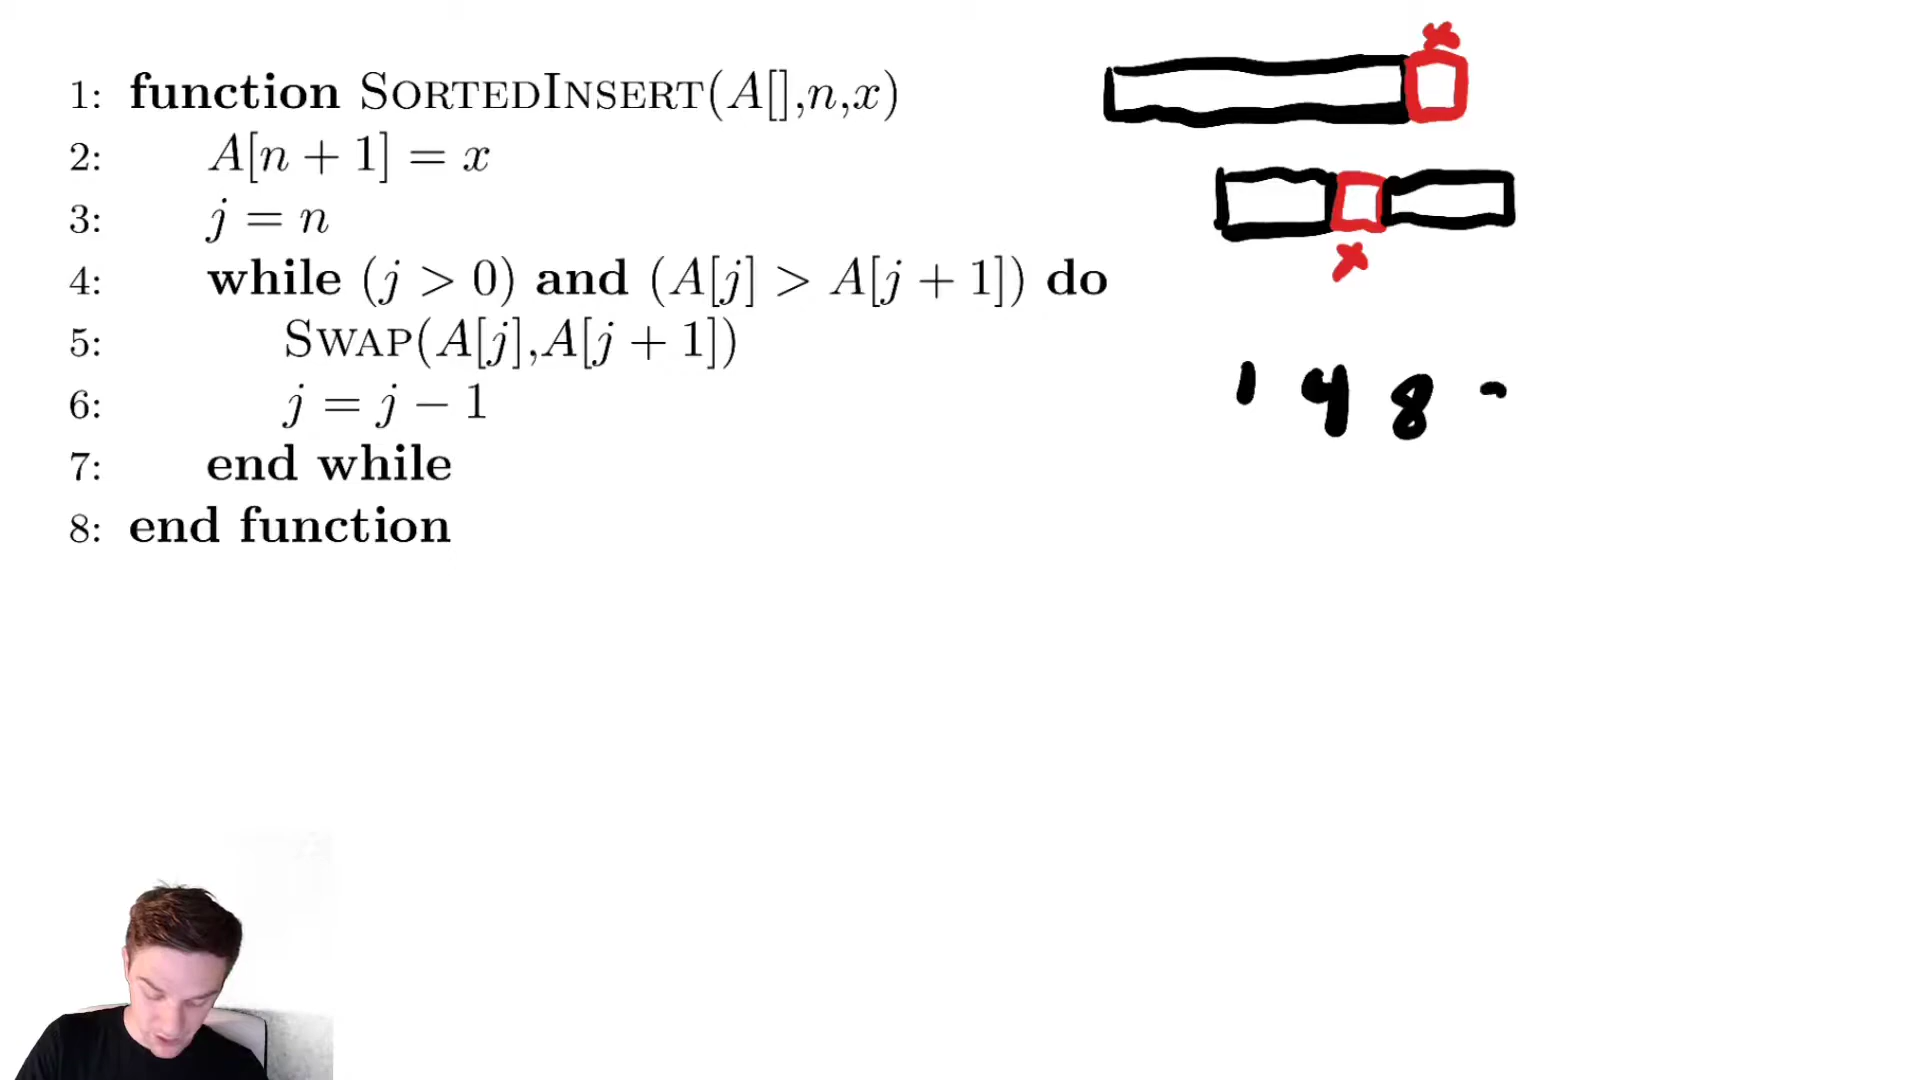 1: function SORTEDINSERT(A[],n,x)
2: A[n + 1] = x
3: j = n
4: while (j > 0) and (A[j] > A[j + 1]) do
5: SWAP(A[j],A[j + 1])
6: j = j − 1
7: end while
8: end function
x
x
1 4 8